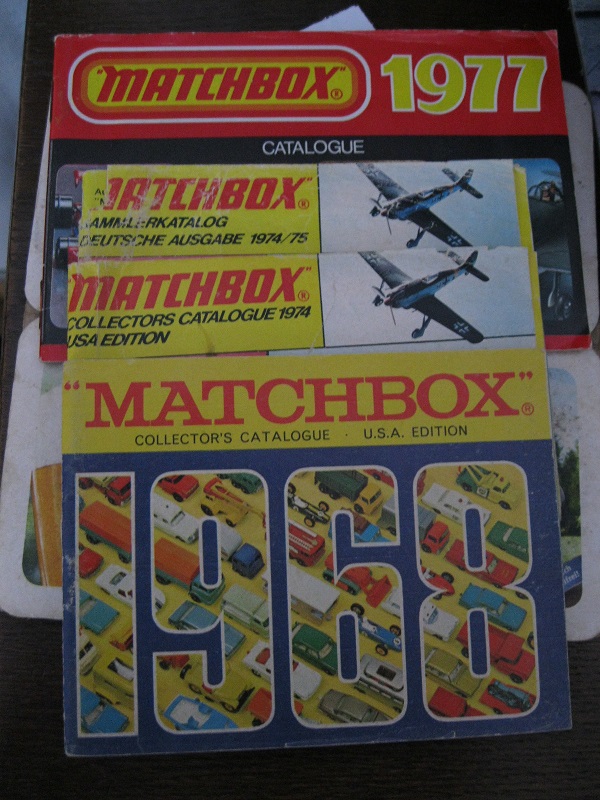 "MATCHBOX"® 1977
CATALOGUE
MATCHBOX"®
SAMMLERKATALOG
DEUTSCHE AUSGABE 1974/75
MATCHBOX"®
COLLECTORS CATALOGUE 1974
USA EDITION
"MATCHBOX"®
COLLECTOR'S CATALOGUE · U.S.A. EDITION
1968